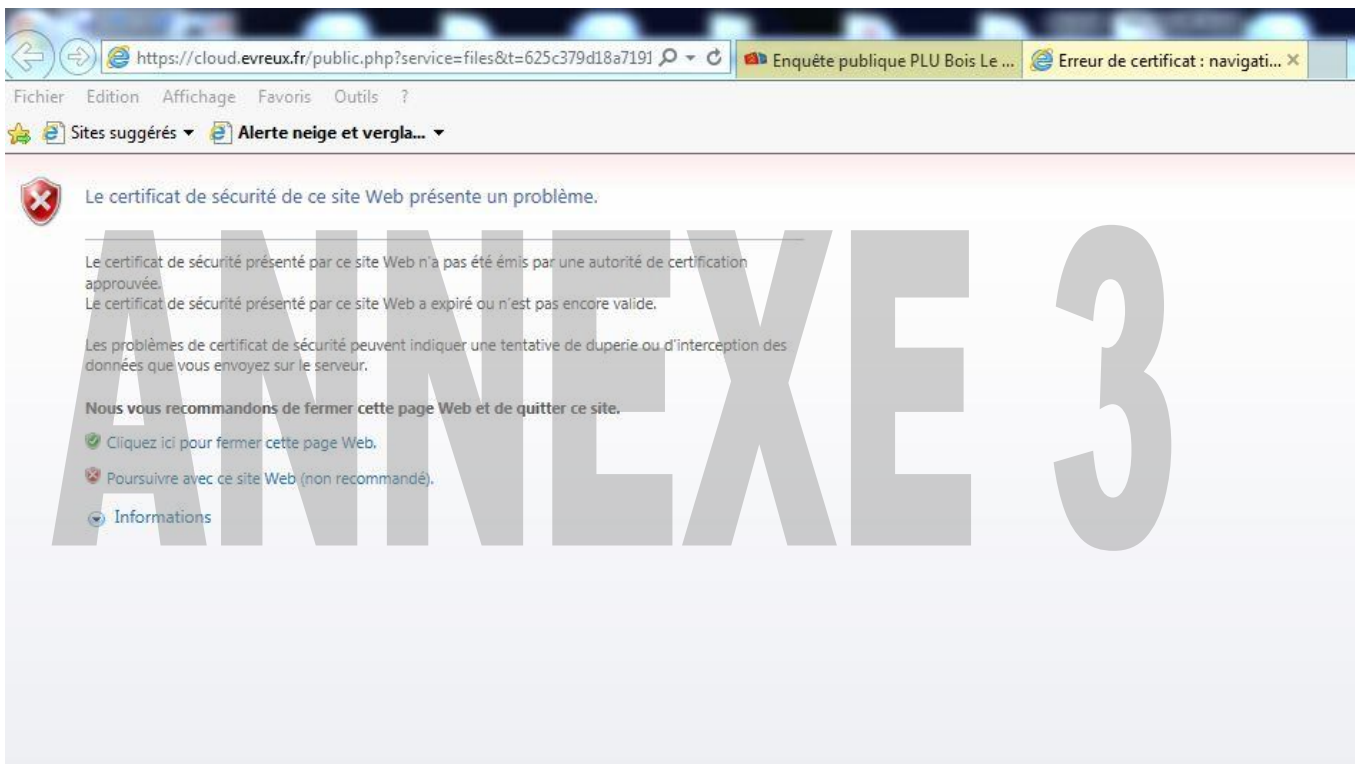 https://cloud.evreux.fr/public.php?service=files&t=625c379d18a7191
Enquête publique PLU Bois Le ...
Erreur de certificat : navigati...
Fichier Edition Affichage Favoris Outils ?
Sites suggérés
Alerte neige et vergla...
Le certificat de sécurité de ce site Web présente un problème.
Le certificat de sécurité présenté par ce site Web n'a pas été émis par une autorité de certification
approuvée.
Le certificat de sécurité présenté par ce site Web a expiré ou n'est pas encore valide.
Les problèmes de certificat de sécurité peuvent indiquer une tentative de duperie ou d'interception des
données que vous envoyez sur le serveur.
Nous vous recommandons de fermer cette page Web et de quitter ce site.
Cliquez ici pour fermer cette page Web.
Poursuivre avec ce site Web (non recommandé).
Informations
ANNEXE 3